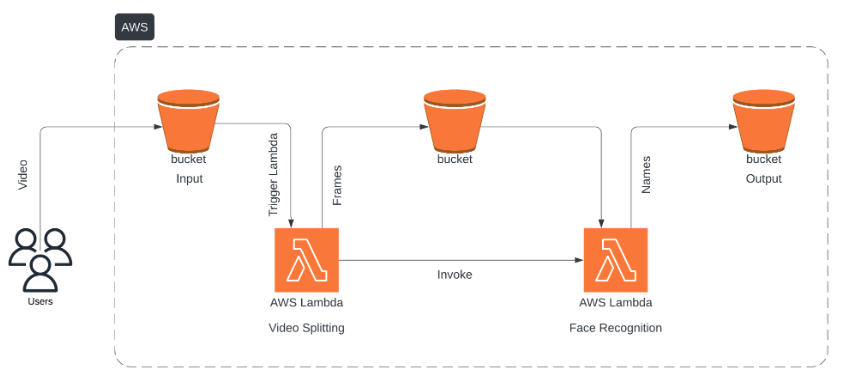 AWS
Video
bucket
Input
Trigger Lambda
Frames
bucket
Names
bucket
Output
Users
AWS Lambda
Video Splitting
Invoke
AWS Lambda
Face Recognition